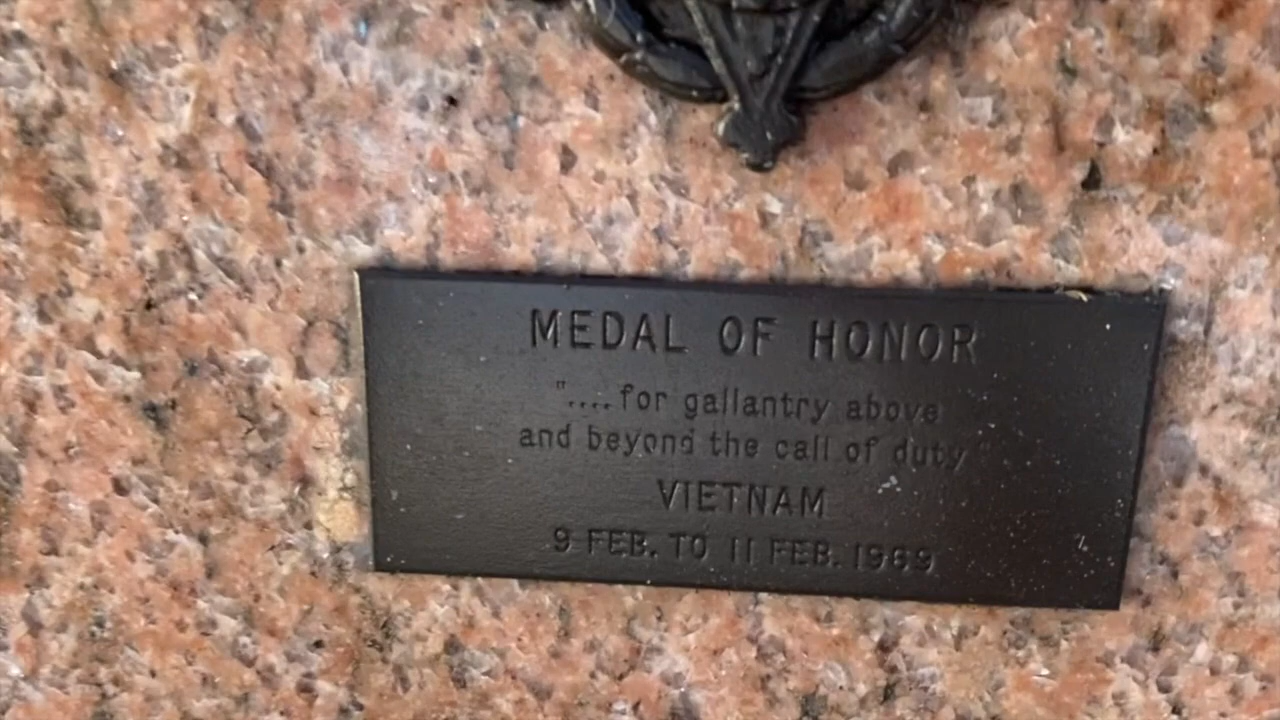 MEDAL OF HONOR
"....for gallantry above
and beyond the call of duty
VIETNAM
9 FEB. TO 11 FEB. 1969